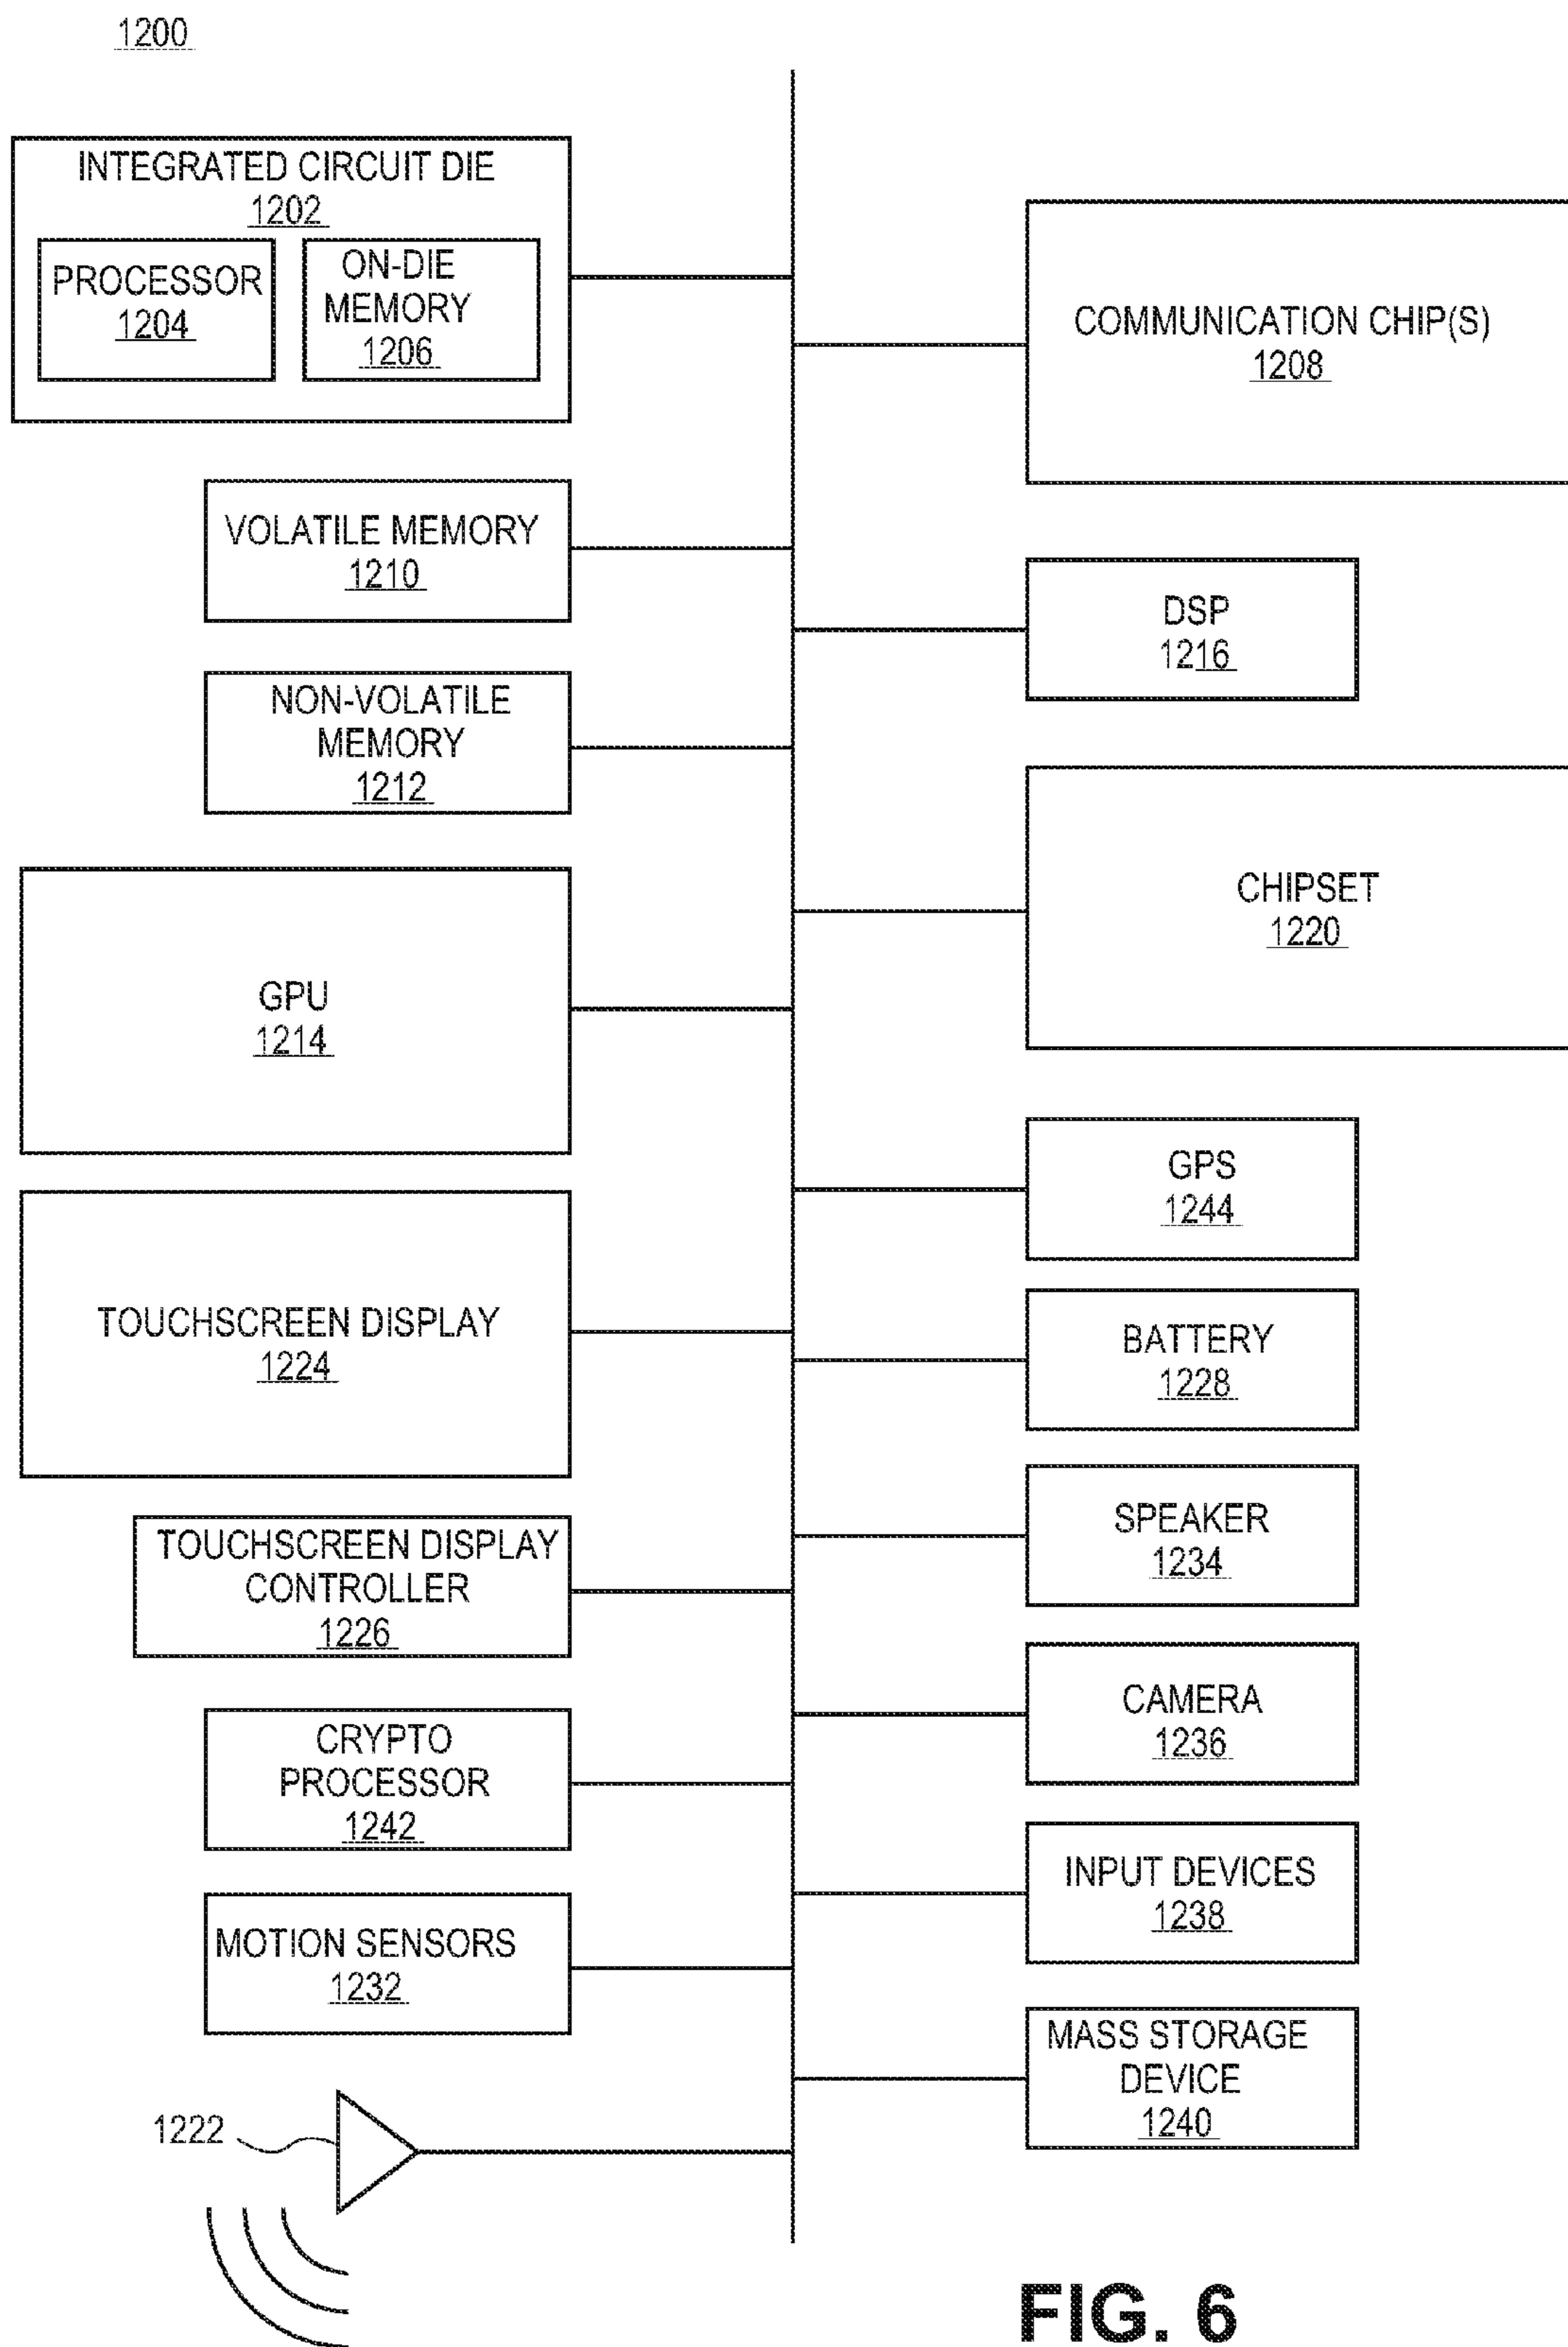 1200
INTEGRATED CIRCUIT DIE
1202
PROCESSOR
1204
ON-DIE
MEMORY
1206
COMMUNICATION CHIP(S)
1208
VOLATILE MEMORY
1210
DSP
1216
NON-VOLATILE
MEMORY
1212
CHIPSET
1220
GPU
1214
GPS
1244
TOUCHSCREEN DISPLAY
1224
BATTERY
1228
SPEAKER
1234
TOUCHSCREEN DISPLAY
CONTROLLER
1226
CAMERA
1236
CRYPTO
PROCESSOR
1242
INPUT DEVICES
1238
MOTION SENSORS
1232
MASS STORAGE
DEVICE
1240
1222
FIG. 6